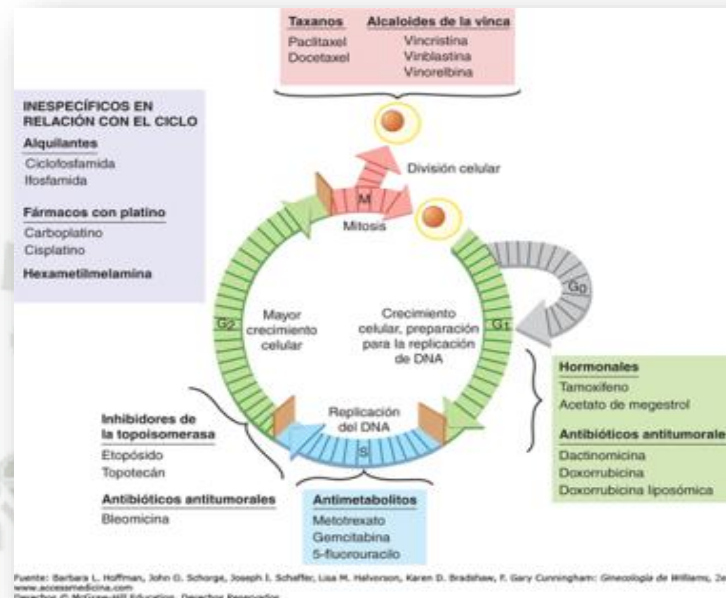 Taxanos
Paclitaxel
Docetaxel
Alcaloides de la vinca
Vincristina
Vinblastina
Vinorelbina
INESPECÍFICOS EN
RELACIÓN CON EL CICLO
Alquilantes
Ciclofosfamida
Ifosfamida
Fármacos con platino
Carboplatino
Cisplatino
Hexametilmelamina
División celular
M
Mitosis
G0
G2
Mayor
crecimiento
celular
Crecimiento
celular, preparación
para la replicación
de DNA
G1
Hormonales
Tamoxifeno
Acetato de megestrol
Antibióticos antitumorales
Dactinomicina
Doxorrubicina
Doxorrubicina liposómica
Replicación
del DNA
S
Inhibidores de
la topoisomerasa
Etopósido
Topotecán
Antibióticos antitumorales
Bleomicina
Antimetabolitos
Metotrexato
Gemcitabina
5-fluorouracilo
Fuente: Barbara L. Hoffman, John O. Schorge, Joseph I. Schaffer, Lisa M. Halvorson, Karen D. Bradshaw, F. Gary Cunningham: Ginecología de Williams, 2e
www.accessmedicina.com
Derechos © McGraw-Hill Education. Derechos Reservados